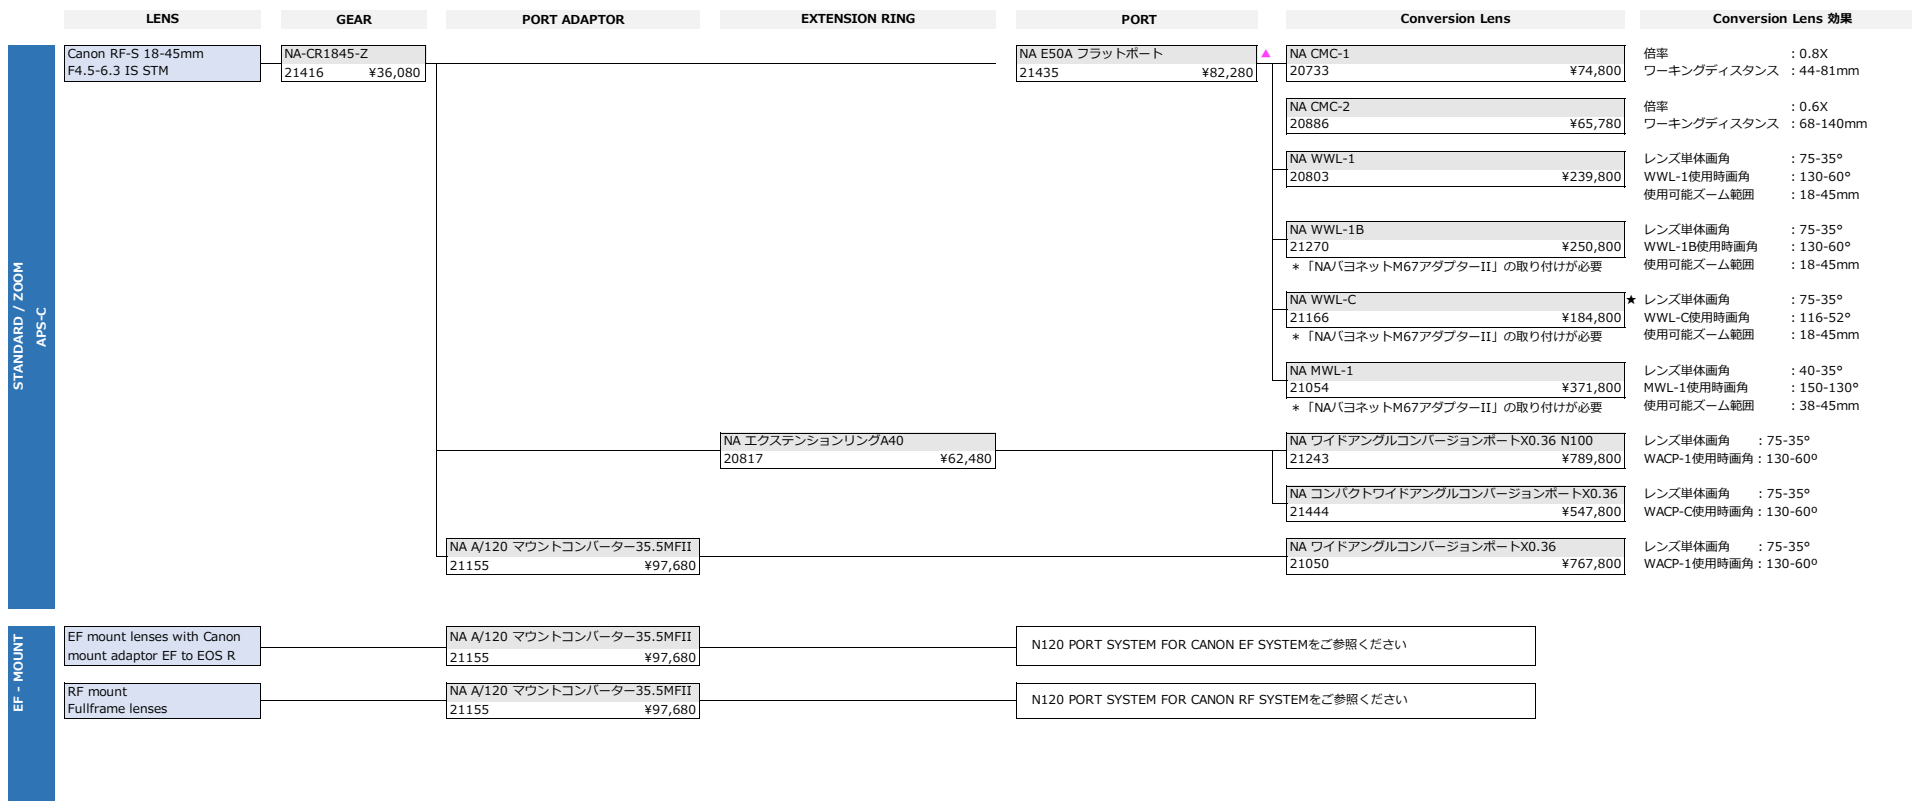 LENS GEAR PORT ADAPTOR EXTENSION RING PORT Conversion Lens Conversion Lens 効果
STANDARD / ZOOM
APS-C
Canon RF-S 18-45mm
F4.5-6.3 IS STM
NA-CR1845-Z
21416 ¥36,080
NA E50A フラットポート
21435 ¥82,280
▲
NA CMC-1
20733 ¥74,800
倍率 : 0.8X
ワーキングディスタンス : 44-81mm
NA CMC-2
20886 ¥65,780
倍率 : 0.6X
ワーキングディスタンス : 68-140mm
NA WWL-1
20803 ¥239,800
レンズ単体画角 : 75-35°
WWL-1使用時画角 : 130-60°
使用可能ズーム範囲 : 18-45mm
NA WWL-1B
21270 ¥250,800
*「NAバヨネットM67アダプターII」の取り付けが必要
レンズ単体画角 : 75-35°
WWL-1B使用時画角 : 130-60°
使用可能ズーム範囲 : 18-45mm
NA WWL-C
21166 ¥184,800
*「NAバヨネットM67アダプターII」の取り付けが必要
★ レンズ単体画角 : 75-35°
WWL-C使用時画角 : 116-52°
使用可能ズーム範囲 : 18-45mm
NA MWL-1
21054 ¥371,800
*「NAバヨネットM67アダプターII」の取り付けが必要
レンズ単体画角 : 40-35°
MWL-1使用時画角 : 150-130°
使用可能ズーム範囲 : 38-45mm
NA エクステンションリングA40
20817 ¥62,480
NA ワイドアングルコンバージョンポートX0.36 N100
21243 ¥789,800
レンズ単体画角 : 75-35°
WACP-1使用時画角 : 130-60º
NA コンパクトワイドアングルコンバージョンポートX0.36
21444 ¥547,800
レンズ単体画角 : 75-35°
WACP-C使用時画角 : 130-60º
NA A/120 マウントコンバーター35.5MFII
21155 ¥97,680
NA ワイドアングルコンバージョンポートX0.36
21050 ¥767,800
レンズ単体画角 : 75-35°
WACP-1使用時画角 : 130-60º
EF - MOUNT
EF mount lenses with Canon
mount adaptor EF to EOS R
NA A/120 マウントコンバーター35.5MFII
21155 ¥97,680
N120 PORT SYSTEM FOR CANON EF SYSTEMをご参照ください
RF mount
Fullframe lenses
NA A/120 マウントコンバーター35.5MFII
21155 ¥97,680
N120 PORT SYSTEM FOR CANON RF SYSTEMをご参照ください